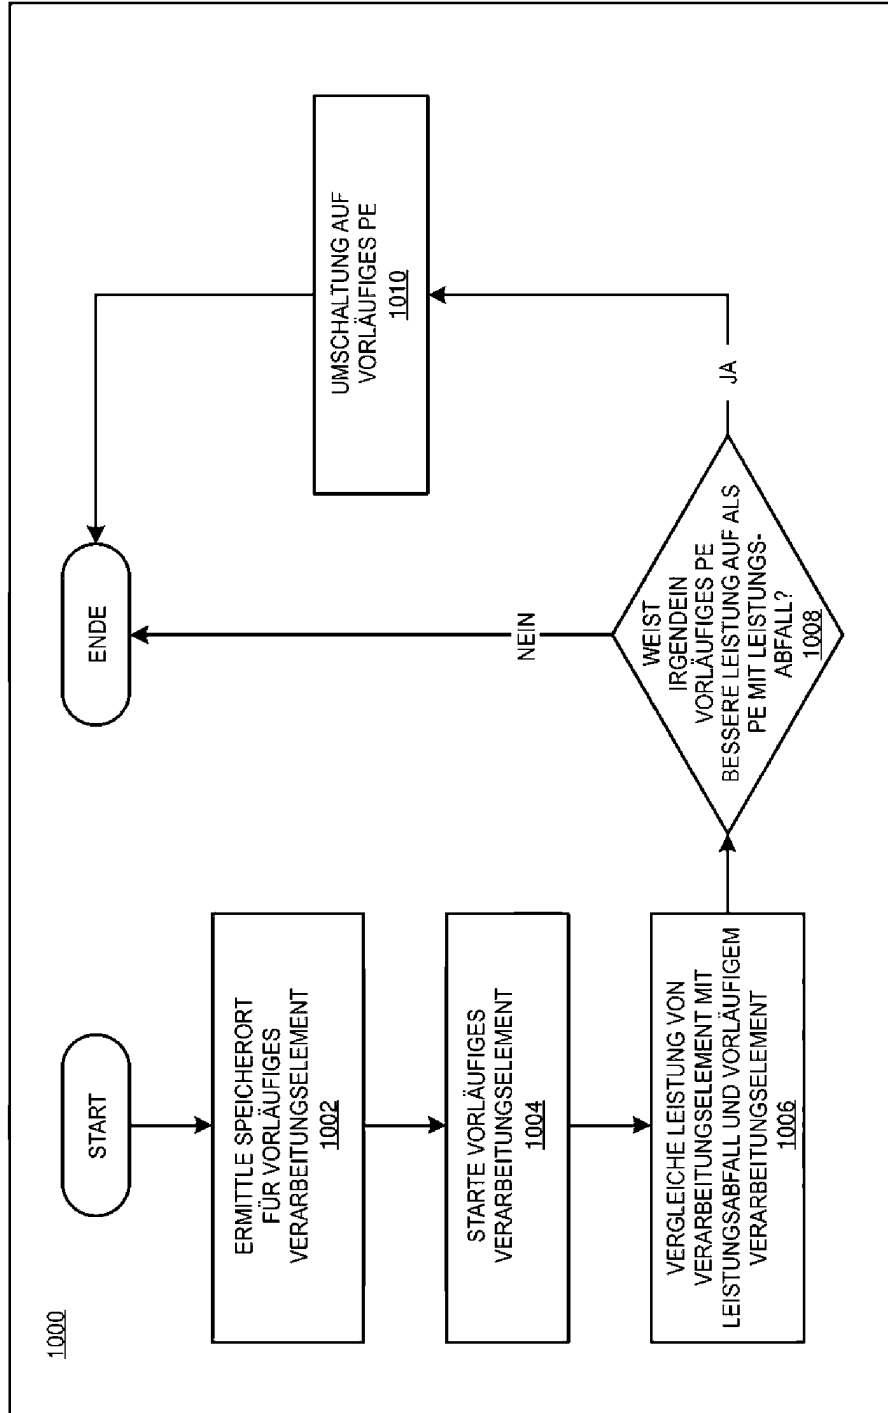 1000
START
ERMITTLE SPEICHERORT
FÜR VORLÄUFIGES
VERARBEITUNGSELEMENT
1002
STARTE VORLÄUFIGES
VERARBEITUNGSELEMENT
1004
VERGLEICHE LEISTUNG VON
VERARBEITUNGSELEMENT MIT
LEISTUNGSABFALL UND VORLÄUFIGEM
VERARBEITUNGSELEMENT
1006
WEIST
IRGENDEIN
VORLÄUFIGES PE
BESSERE LEISTUNG AUF ALS
PE MIT LEISTUNGS-
ABFALL?
1008
NEIN
JA
UMSCHALTUNG AUF
VORLÄUFIGES PE
1010
ENDE